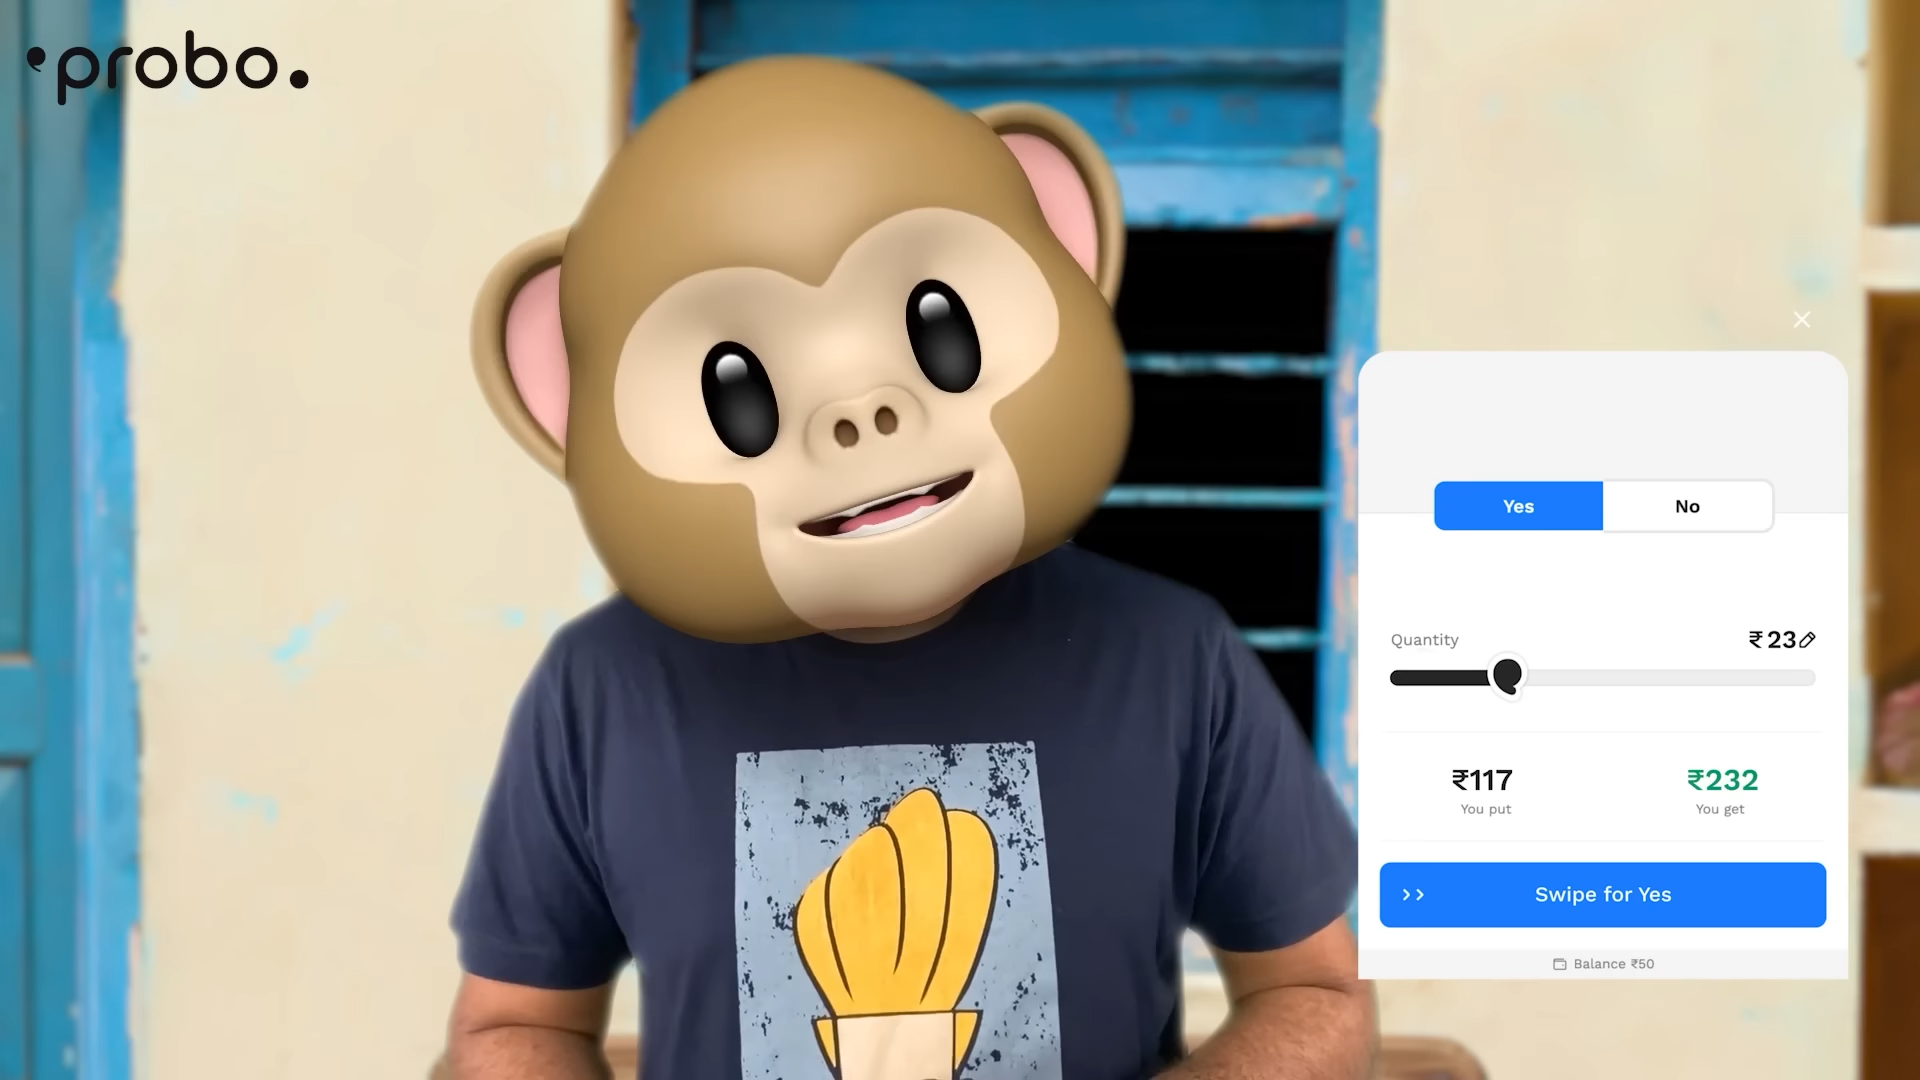 probo.
Yes No
Quantity ₹23
₹117 ₹232
You put You get
Swipe for Yes
Balance ₹50